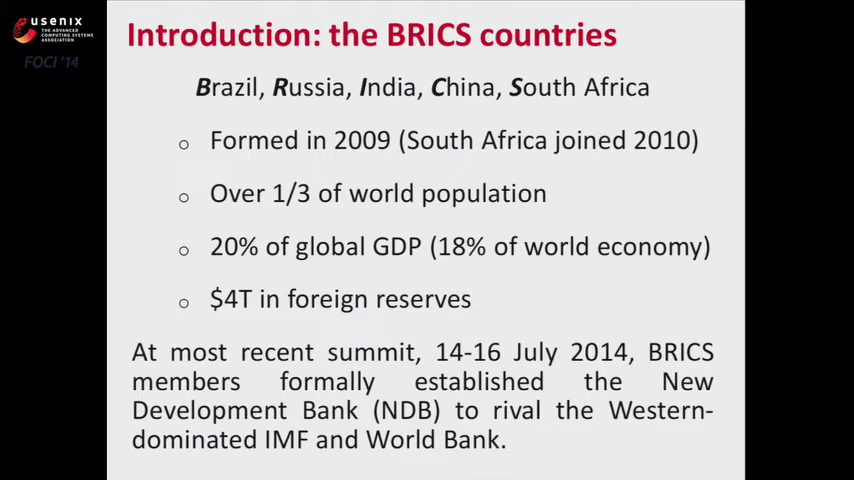 usenix
THE ADVANCED
COMPUTING SYSTEMS
ASSOCIATION
FOCI '14
Introduction: the BRICS countries
Brazil, Russia, India, China, South Africa
Formed in 2009 (South Africa joined 2010)
Over 1/3 of world population
20% of global GDP (18% of world economy)
$4T in foreign reserves
At most recent summit, 14-16 July 2014, BRICS
members formally established the New
Development Bank (NDB) to rival the Western-
dominated IMF and World Bank.